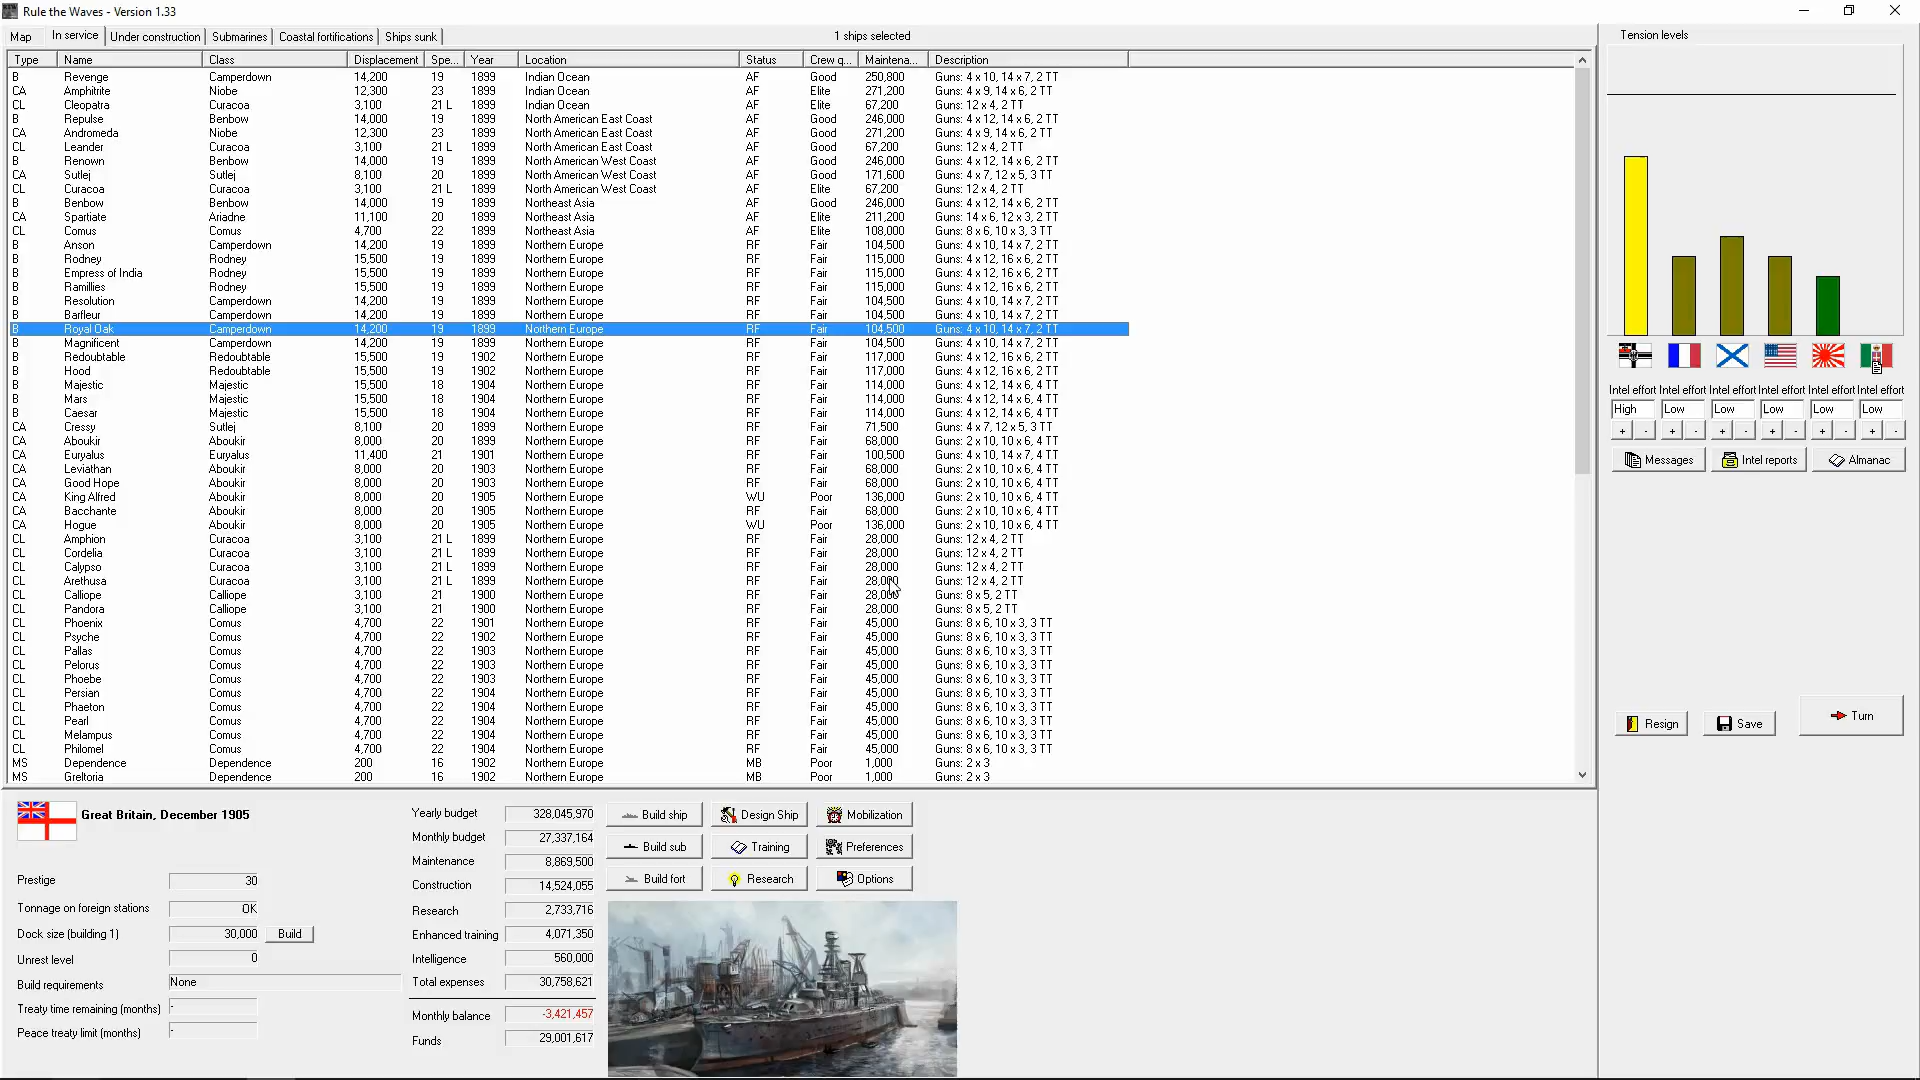 Rule the Waves - Version 1.33
Map In service Under construction Submarines Coastal fortifications Ships sunk 1 ships selected
Type Name Class Displacement Spe... Year Location Status Crew q... Maintena... Description
B Revenge Camperdown 14,200 19 1899 Indian Ocean AF Good 250,800 Guns: 4 x 10, 14 x 7, 2 TT
CA Amphitrite Niobe 12,300 23 1899 Indian Ocean AF Elite 271,200 Guns: 4 x 9, 14 x 6, 2 TT
CL Cleopatra Curacoa 3,100 21 L 1899 Indian Ocean AF Elite 67,200 Guns: 12 x 4, 2 TT
B Repulse Benbow 14,000 19 1899 North American East Coast AF Good 246,000 Guns: 4 x 12, 14 x 6, 2 TT
CA Andromeda Niobe 12,300 23 1899 North American East Coast AF Good 271,200 Guns: 4 x 9, 14 x 6, 2 TT
CL Leander Curacoa 3,100 21 L 1899 North American East Coast AF Good 67,200 Guns: 12 x 4, 2 TT
B Renown Benbow 14,000 19 1899 North American West Coast AF Good 246,000 Guns: 4 x 12, 14 x 6, 2 TT
CA Sutlej Sutlej 8,100 20 1899 North American West Coast AF Good 171,600 Guns: 4 x 7, 12 x 5, 3 TT
CL Curacoa Curacoa 3,100 21 L 1899 North American West Coast AF Elite 67,200 Guns: 12 x 4, 2 TT
B Benbow Benbow 14,000 19 1899 Northeast Asia AF Good 246,000 Guns: 4 x 12, 14 x 6, 2 TT
CA Spartiate Ariadne 11,100 20 1899 Northeast Asia AF Elite 211,200 Guns: 14 x 6, 12 x 3, 2 TT
CL Comus Comus 4,700 22 1899 Northeast Asia AF Elite 108,000 Guns: 8 x 6, 10 x 3, 3 TT
B Anson Camperdown 14,200 19 1899 Northern Europe RF Fair 104,500 Guns: 4 x 10, 14 x 7, 2 TT
B Rodney Rodney 15,500 19 1899 Northern Europe RF Fair 115,000 Guns: 4 x 12, 16 x 6, 2 TT
B Empress of India Rodney 15,500 19 1899 Northern Europe RF Fair 115,000 Guns: 4 x 12, 16 x 6, 2 TT
B Ramillies Rodney 15,500 19 1899 Northern Europe RF Fair 115,000 Guns: 4 x 12, 16 x 6, 2 TT
B Resolution Camperdown 14,200 19 1899 Northern Europe RF Fair 104,500 Guns: 4 x 10, 14 x 7, 2 TT
B Barfleur Camperdown 14,200 19 1899 Northern Europe RF Fair 104,500 Guns: 4 x 10, 14 x 7, 2 TT
B Royal Oak Camperdown 14,200 19 1899 Northern Europe RF Fair 104,500 Guns: 4 x 10, 14 x 7, 2 TT
B Magnificent Camperdown 14,200 19 1899 Northern Europe RF Fair 104,500 Guns: 4 x 10, 14 x 7, 2 TT
B Redoubtable Redoubtable 15,500 19 1902 Northern Europe RF Fair 117,000 Guns: 4 x 12, 16 x 6, 2 TT
B Hood Redoubtable 15,500 19 1902 Northern Europe RF Fair 117,000 Guns: 4 x 12, 16 x 6, 2 TT
B Majestic Majestic 15,500 18 1904 Northern Europe RF Fair 114,000 Guns: 4 x 12, 14 x 6, 4 TT
B Mars Majestic 15,500 18 1904 Northern Europe RF Fair 114,000 Guns: 4 x 12, 14 x 6, 4 TT
B Caesar Majestic 15,500 18 1904 Northern Europe RF Fair 114,000 Guns: 4 x 12, 14 x 6, 4 TT
CA Cressy Sutlej 8,100 20 1899 Northern Europe RF Fair 71,500 Guns: 4 x 7, 12 x 5, 3 TT
CA Aboukir Aboukir 8,000 20 1899 Northern Europe RF Fair 68,000 Guns: 2 x 10, 10 x 6, 4 TT
CA Euryalus Euryalus 11,400 21 1901 Northern Europe RF Fair 100,500 Guns: 4 x 10, 14 x 7, 4 TT
CA Leviathan Aboukir 8,000 20 1903 Northern Europe RF Fair 68,000 Guns: 2 x 10, 10 x 6, 4 TT
CA Good Hope Aboukir 8,000 20 1903 Northern Europe RF Fair 68,000 Guns: 2 x 10, 10 x 6, 4 TT
CA King Alfred Aboukir 8,000 20 1905 Northern Europe WU Poor 136,000 Guns: 2 x 10, 10 x 6, 4 TT
CA Bacchante Aboukir 8,000 20 1905 Northern Europe RF Fair 68,000 Guns: 2 x 10, 10 x 6, 4 TT
CA Hogue Aboukir 8,000 20 1905 Northern Europe WU Poor 136,000 Guns: 2 x 10, 10 x 6, 4 TT
CL Amphion Curacoa 3,100 21 L 1899 Northern Europe RF Fair 28,000 Guns: 12 x 4, 2 TT
CL Cordelia Curacoa 3,100 21 L 1899 Northern Europe RF Fair 28,000 Guns: 12 x 4, 2 TT
CL Calypso Curacoa 3,100 21 L 1899 Northern Europe RF Fair 28,000 Guns: 12 x 4, 2 TT
CL Arethusa Curacoa 3,100 21 L 1899 Northern Europe RF Fair 28,000 Guns: 12 x 4, 2 TT
CL Calliope Calliope 3,100 21 1900 Northern Europe RF Fair 28,000 Guns: 8 x 5, 2 TT
CL Pandora Calliope 3,100 21 1900 Northern Europe RF Fair 28,000 Guns: 8 x 5, 2 TT
CL Phoenix Comus 4,700 22 1901 Northern Europe RF Fair 45,000 Guns: 8 x 6, 10 x 3, 3 TT
CL Psyche Comus 4,700 22 1902 Northern Europe RF Fair 45,000 Guns: 8 x 6, 10 x 3, 3 TT
CL Pallas Comus 4,700 22 1903 Northern Europe RF Fair 45,000 Guns: 8 x 6, 10 x 3, 3 TT
CL Pelorus Comus 4,700 22 1903 Northern Europe RF Fair 45,000 Guns: 8 x 6, 10 x 3, 3 TT
CL Phoebe Comus 4,700 22 1903 Northern Europe RF Fair 45,000 Guns: 8 x 6, 10 x 3, 3 TT
CL Persian Comus 4,700 22 1904 Northern Europe RF Fair 45,000 Guns: 8 x 6, 10 x 3, 3 TT
CL Phaeton Comus 4,700 22 1904 Northern Europe RF Fair 45,000 Guns: 8 x 6, 10 x 3, 3 TT
CL Pearl Comus 4,700 22 1904 Northern Europe RF Fair 45,000 Guns: 8 x 6, 10 x 3, 3 TT
CL Melampus Comus 4,700 22 1904 Northern Europe RF Fair 45,000 Guns: 8 x 6, 10 x 3, 3 TT
CL Philomel Comus 4,700 22 1904 Northern Europe RF Fair 45,000 Guns: 8 x 6, 10 x 3, 3 TT
MS Dependence Dependence 200 16 1902 Northern Europe MB Poor 1,000 Guns: 2 x 3
MS Greltoria Dependence 200 16 1902 Northern Europe MB Poor 1,000 Guns: 2 x 3
Tension levels
Intel effort Intel effort Intel effort Intel effort Intel effort Intel effort
High Low Low Low Low Low
+ - + - + - + - + - + -
Messages Intel reports Almanac
Resign Save Turn
Great Britain, December 1905
Prestige 30
Tonnage on foreign stations OK
Dock size (building 1) 30,000 Build
Unrest level 0
Build requirements None
Treaty time remaining (months) -
Peace treaty limit (months) -
Yearly budget 328,045,970
Monthly budget 27,337,164
Maintenance 8,869,500
Construction 14,524,055
Research 2,733,716
Enhanced training 4,071,350
Intelligence 560,000
Total expenses 30,758,621
Monthly balance -3,421,457
Funds 29,001,617
Build ship Design Ship Mobilization
Build sub Training Preferences
Build fort Research Options